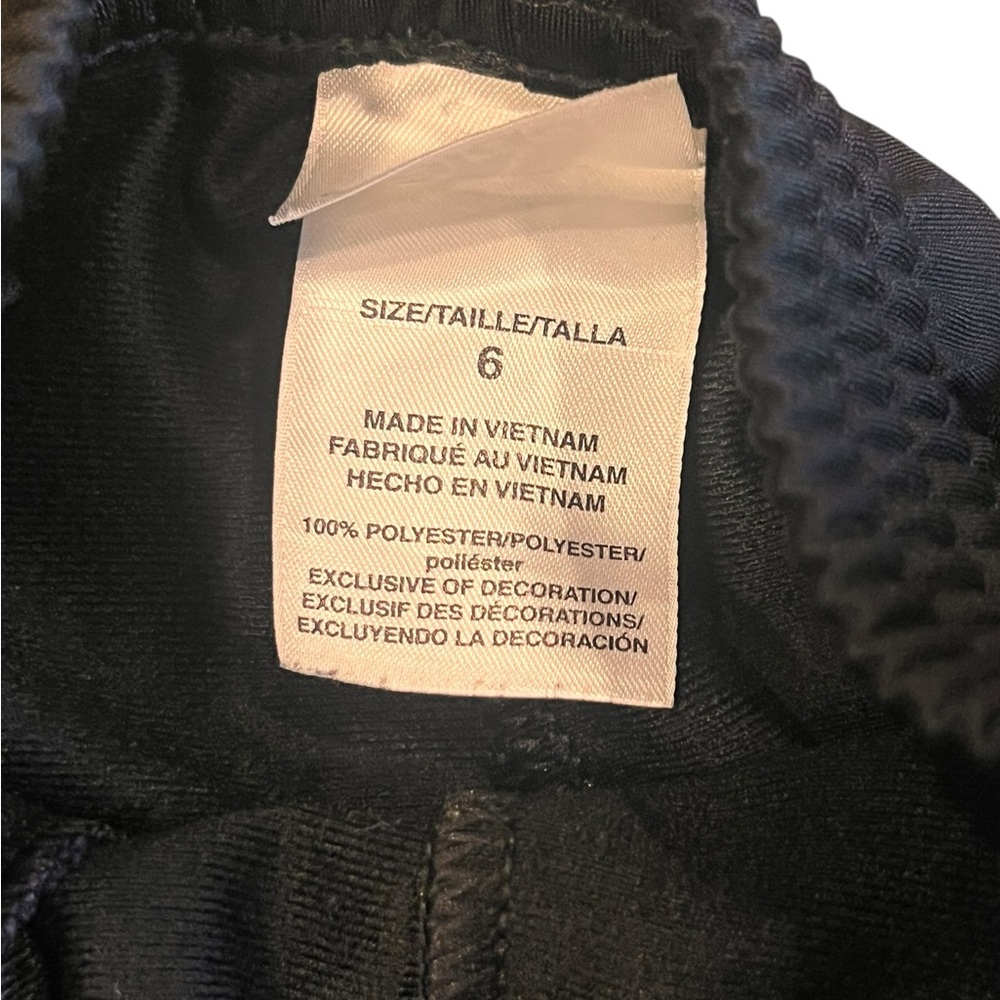 SIZE/TAILLE/TALLA
6
MADE IN VIETNAM
FABRIQUÉ AU VIETNAM
HECHO EN VIETNAM
100% POLYESTER/POLYESTER/
poliéster
EXCLUSIVE OF DECORATION/
EXCLUSIF DES DÉCORATIONS/
EXCLUYENDO LA DECORACIÓN